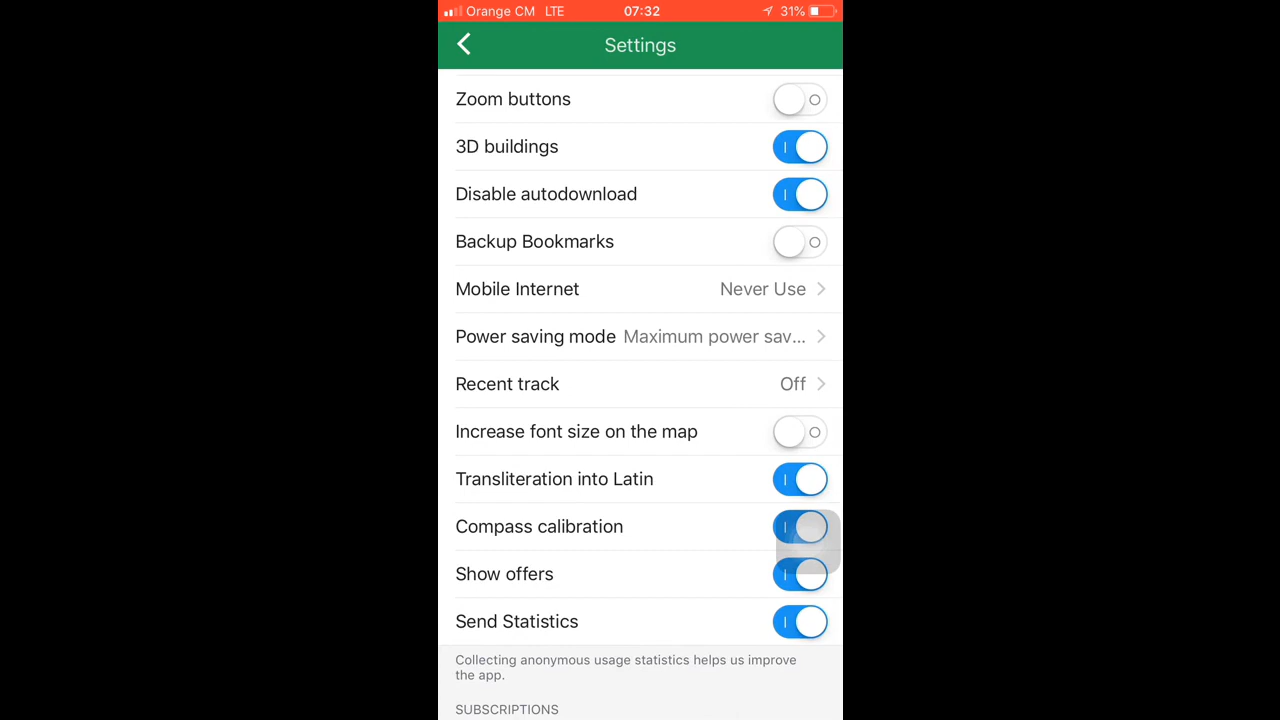 Orange CM LTE 07:32 31%
Settings
Zoom buttons
3D buildings
Disable autodownload
Backup Bookmarks
Mobile Internet Never Use
Power saving mode Maximum power sav...
Recent track Off
Increase font size on the map
Transliteration into Latin
Compass calibration
Show offers
Send Statistics
Collecting anonymous usage statistics helps us improve
the app.
SUBSCRIPTIONS